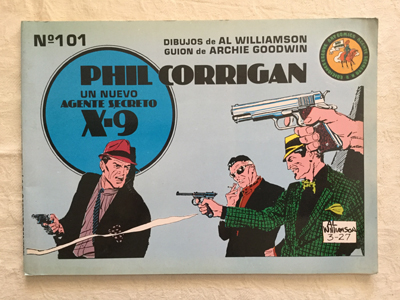 Nº101
DIBUJOS de AL WILLIAMSON
GUION de ARCHIE GOODWIN
PHIL CORRIGAN
UN NUEVO
AGENTE SECRETO
X-9
AL
WILLIAMSON
3-27